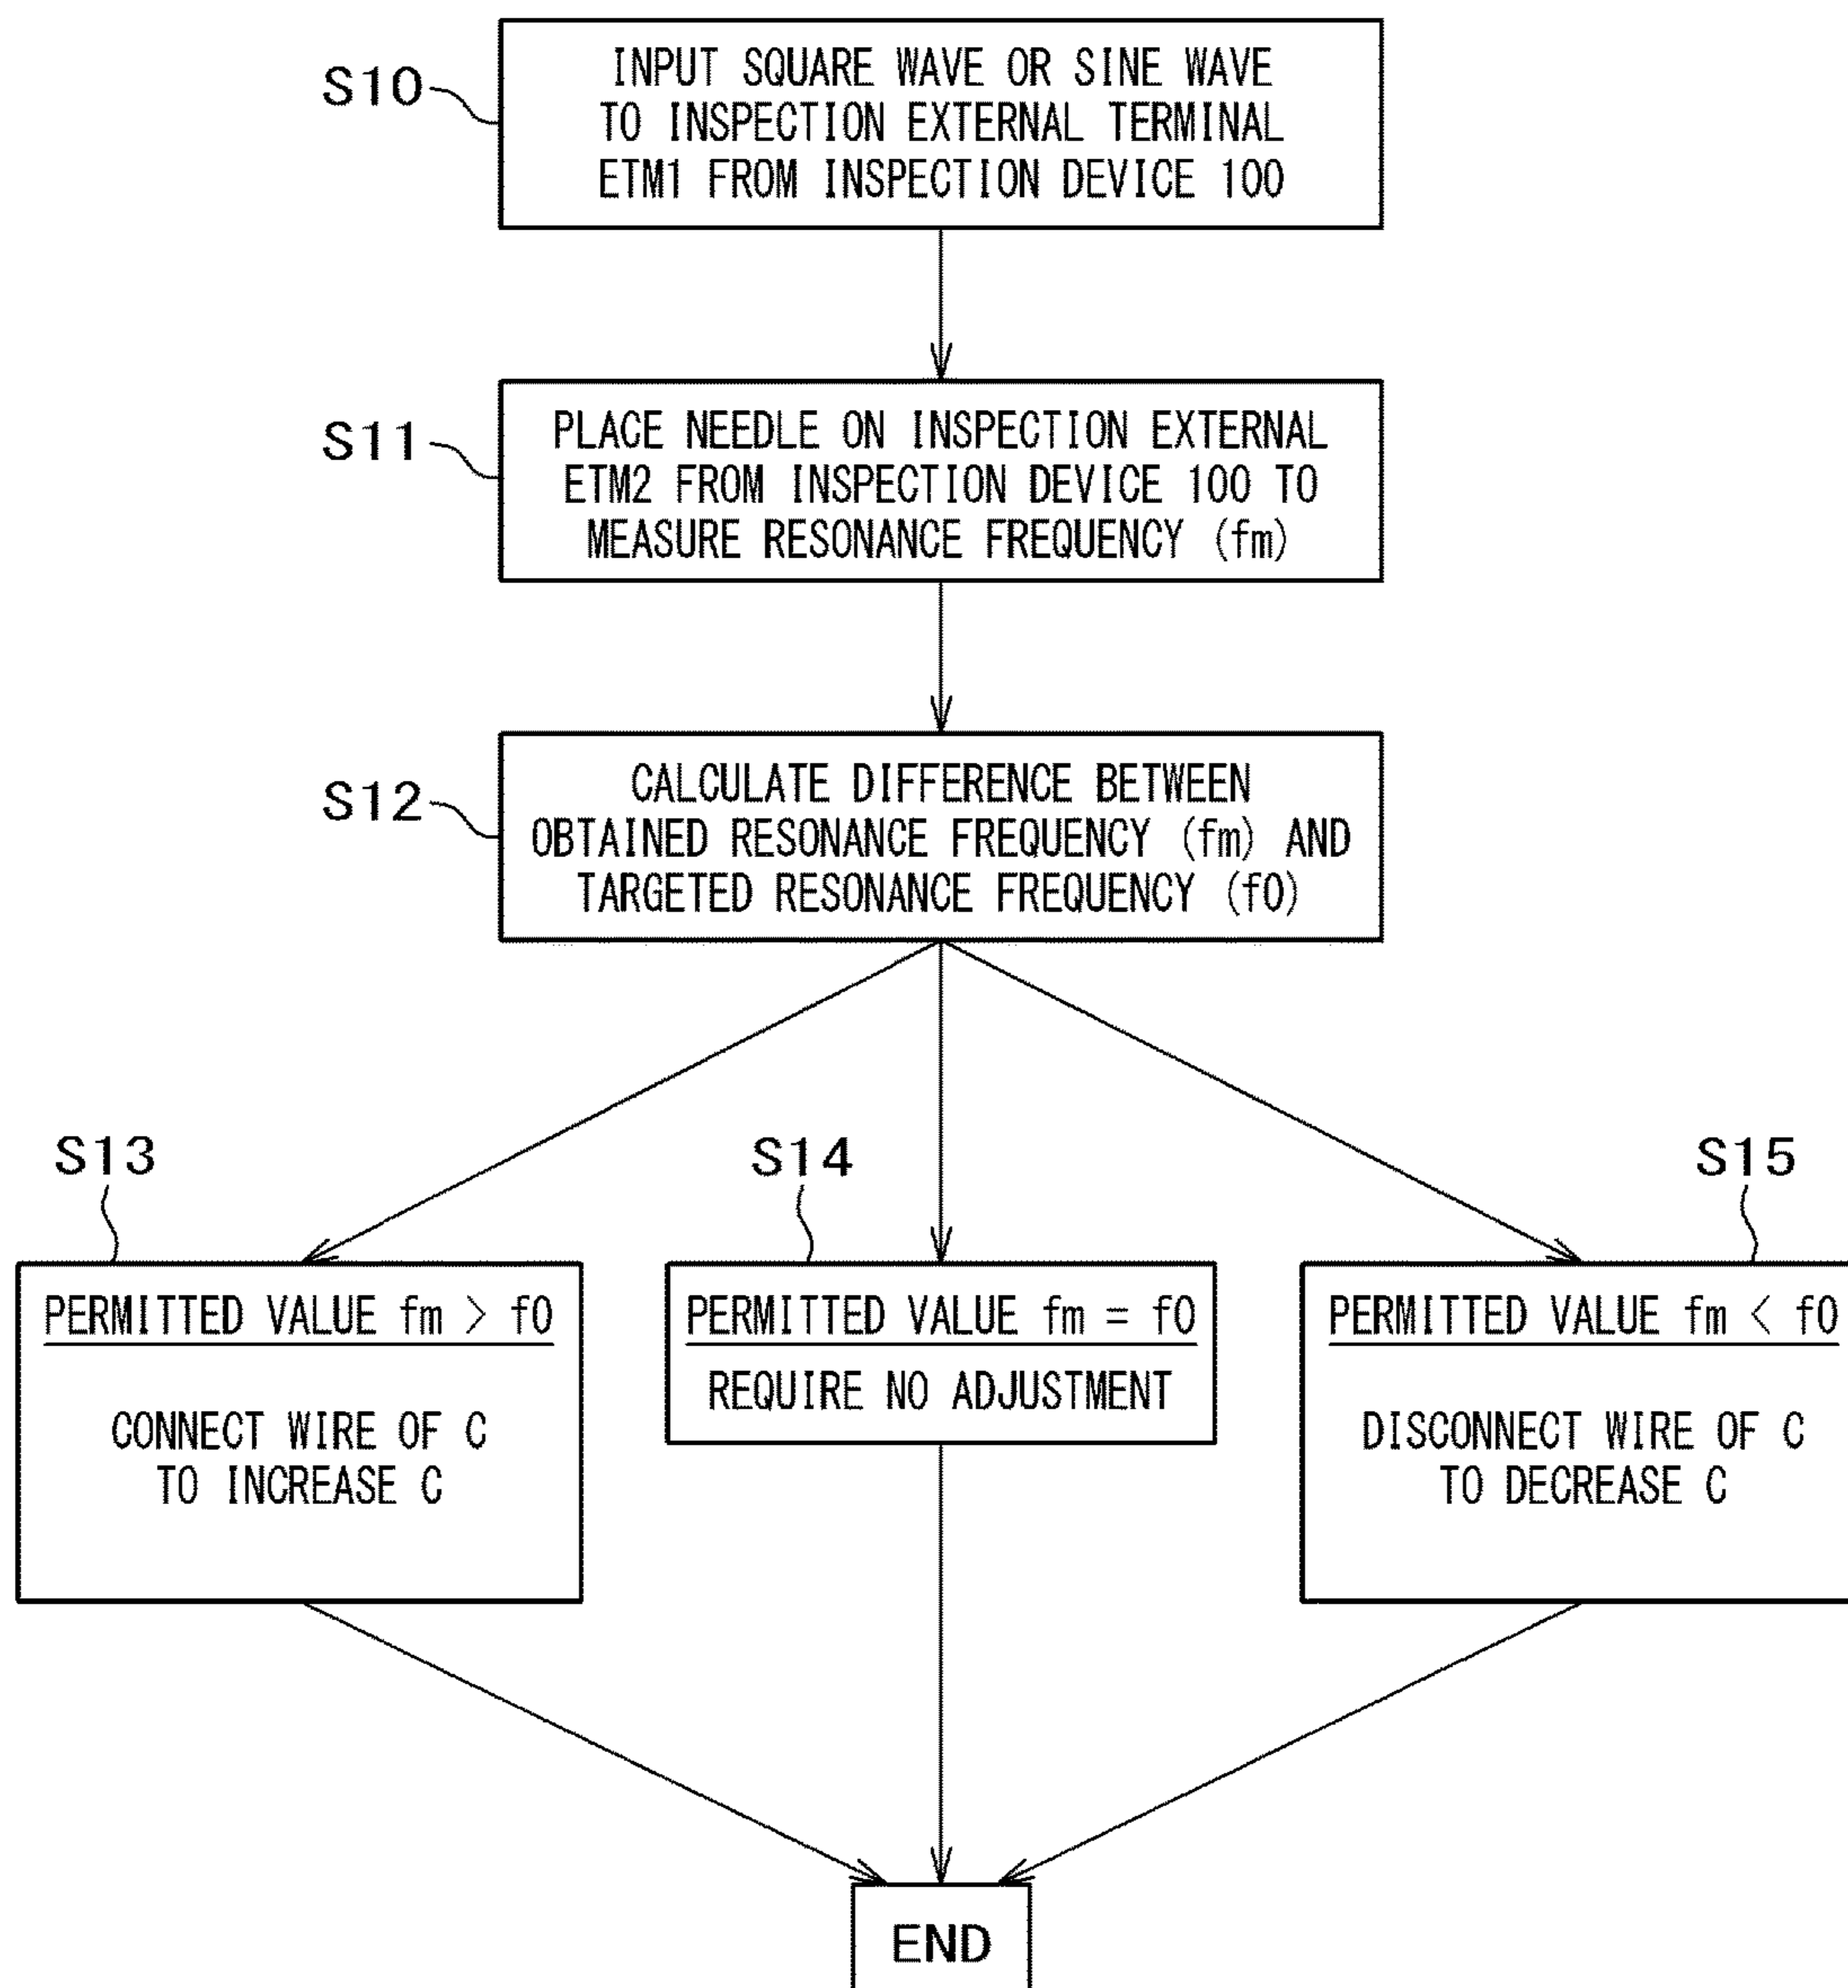 S10
INPUT SQUARE WAVE OR SINE WAVE
TO INSPECTION EXTERNAL TERMINAL
ETM1 FROM INSPECTION DEVICE 100
S11
PLACE NEEDLE ON INSPECTION EXTERNAL
ETM2 FROM INSPECTION DEVICE 100 TO
MEASURE RESONANCE FREQUENCY (fm)
S12
CALCULATE DIFFERENCE BETWEEN
OBTAINED RESONANCE FREQUENCY (fm) AND
TARGETED RESONANCE FREQUENCY (f0)
S13
PERMITTED VALUE fm > f0
CONNECT WIRE OF C
TO INCREASE C
S14
PERMITTED VALUE fm = f0
REQUIRE NO ADJUSTMENT
S15
PERMITTED VALUE fm < f0
DISCONNECT WIRE OF C
TO DECREASE C
END